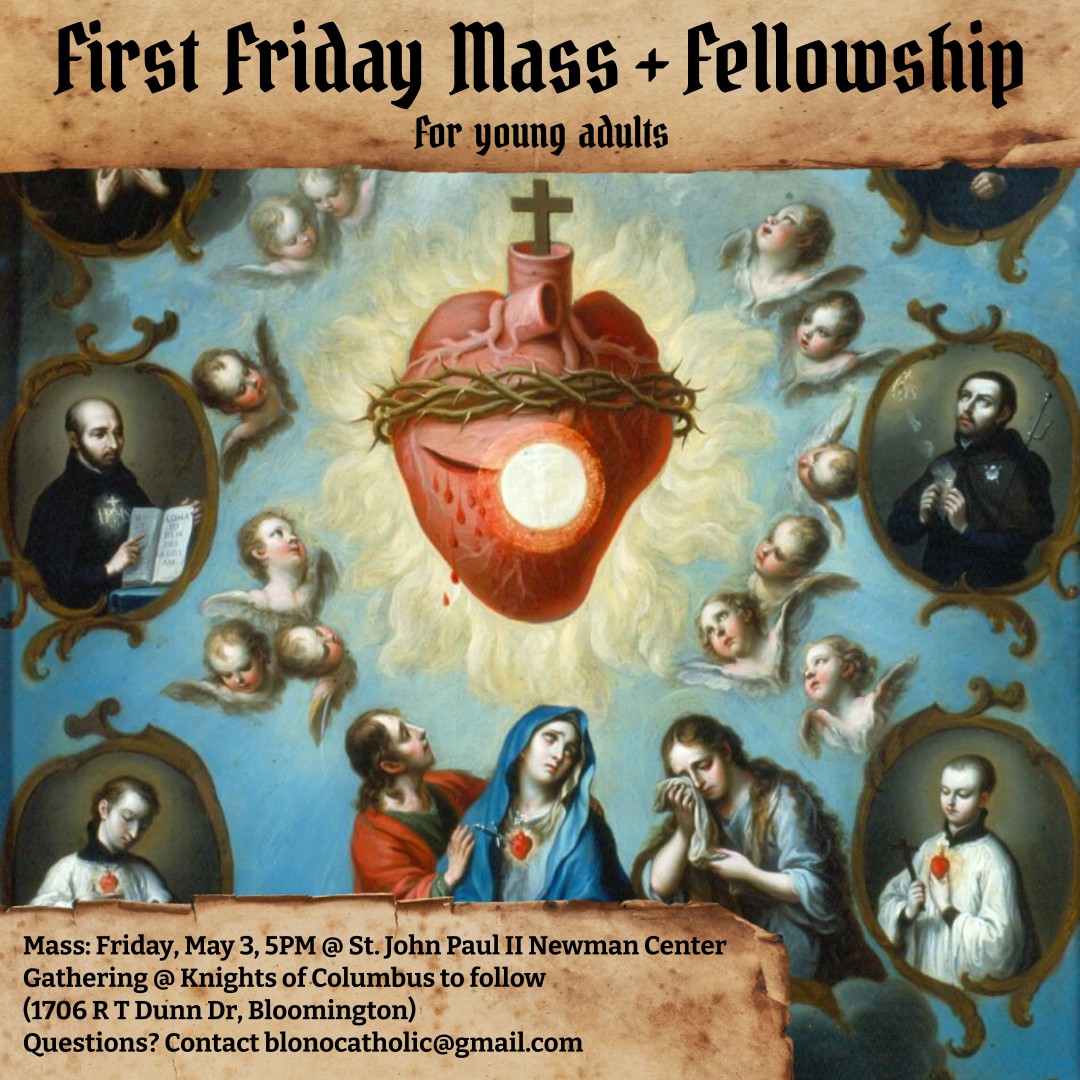 First Friday Mass + Fellowship
For young adults
Mass: Friday, May 3, 5PM @ St. John Paul II Newman Center
Gathering @ Knights of Columbus to follow
(1706 R T Dunn Dr, Bloomington)
Questions? Contact blonocatholic@gmail.com